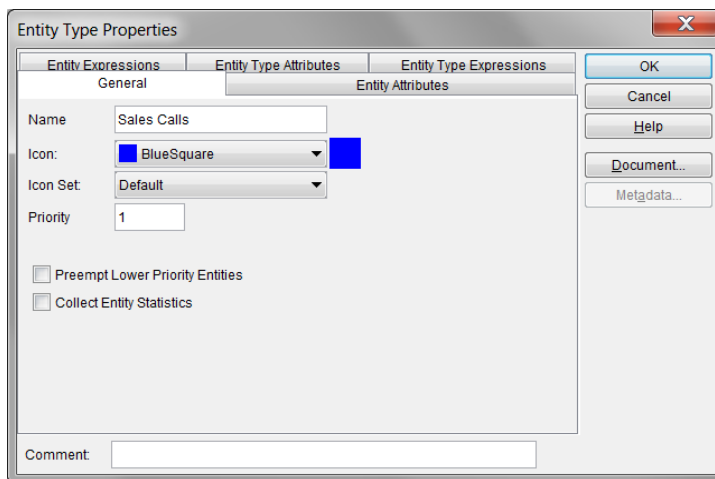 Entity Type Properties
X
Entity Expressions Entity Type Attributes Entity Type Expressions
General Entity Attributes
OK
Cancel
Help
Document...
Metadata...
Name Sales Calls
Icon: BlueSquare
Icon Set: Default
Priority 1
Preempt Lower Priority Entities
Collect Entity Statistics
Comment: